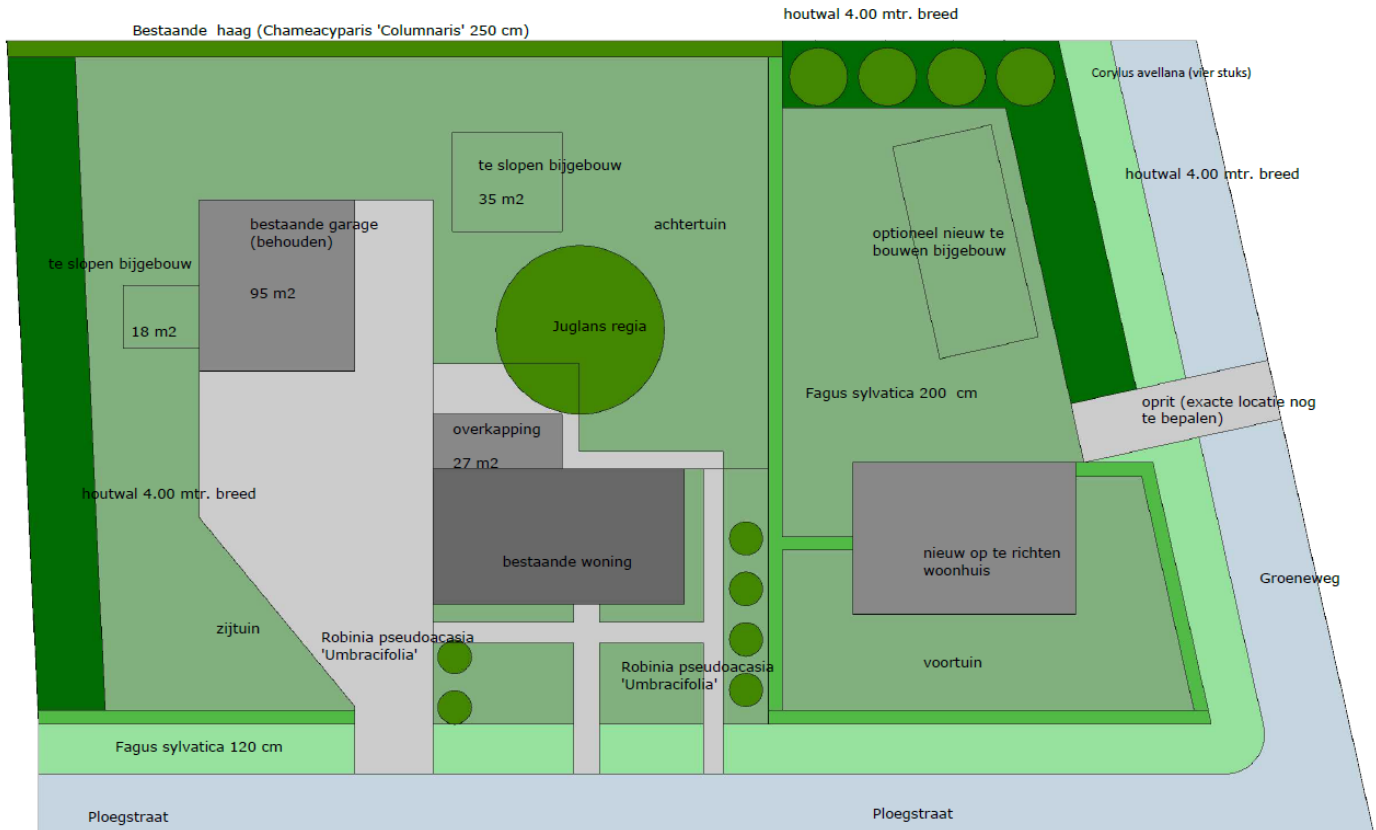 houtwal 4.00 mtr. breed
Bestaande  haag (Chameacyparis 'Columnaris' 250 cm)
Corylus avellana (vier stuks)
te slopen bijgebouw
35 m2
houtwal 4.00 mtr. breed
bestaande garage
(behouden)
95 m2
achtertuin
optioneel nieuw te
bouwen bijgebouw
te slopen bijgebouw
18 m2
Juglans regia
Fagus sylvatica 200  cm
oprit (exacte locatie nog
te bepalen)
overkapping
27 m2
houtwal 4.00 mtr. breed
bestaande woning
nieuw op te richten
woonhuis
Groeneweg
zijtuin
Robinia pseudoacasia
'Umbracifolia'
Robinia pseudoacasia
'Umbracifolia'
voortuin
Fagus sylvatica 120 cm
Ploegstraat
Ploegstraat